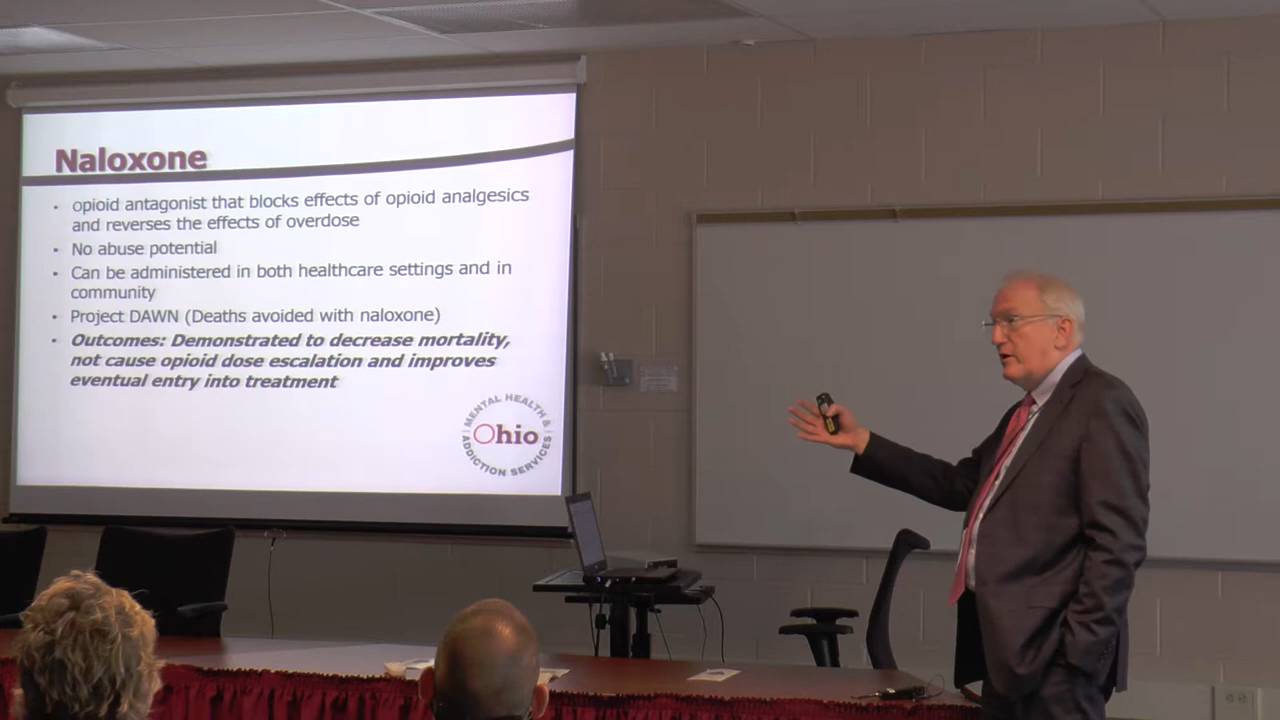 Naloxone
• opioid antagonist that blocks effects of opioid analgesics
and reverses the effects of overdose
• No abuse potential
• Can be administered in both healthcare settings and in
community
• Project DAWN (Deaths avoided with naloxone)
• Outcomes: Demonstrated to decrease mortality,
not cause opioid dose escalation and improves
eventual entry into treatment
MENTAL HEALTH &
Ohio
ADDICTION SERVICES